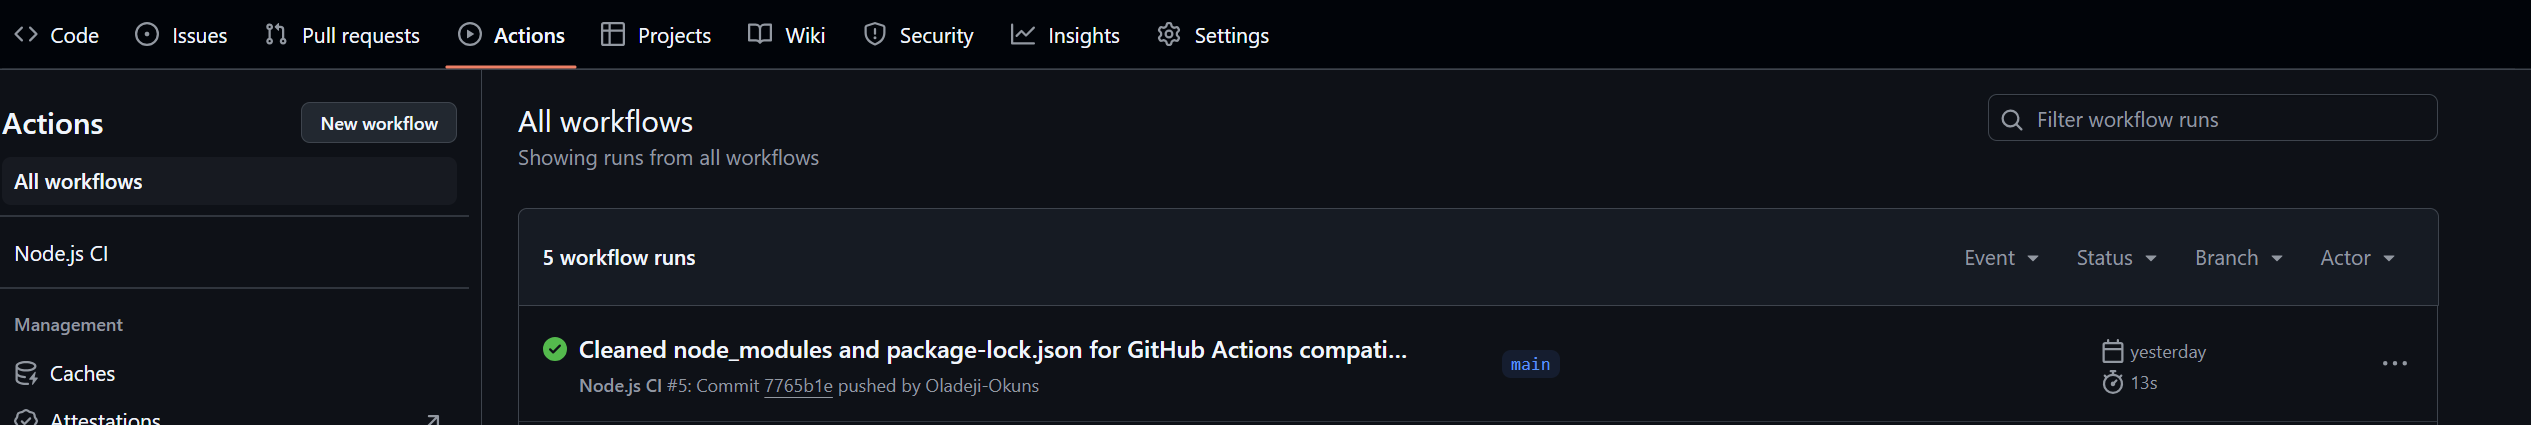 Code Issues Pull requests Actions Projects Wiki Security Insights Settings
Actions
New workflow
All workflows
Node.js CI
Management
Caches
Attestations
All workflows
Showing runs from all workflows
Filter workflow runs
5 workflow runs
Event Status Branch Actor
Cleaned node_modules and package-lock.json for GitHub Actions compati...
Node.js CI #5: Commit 7765b1e pushed by Oladeji-Okuns
main
yesterday
13s